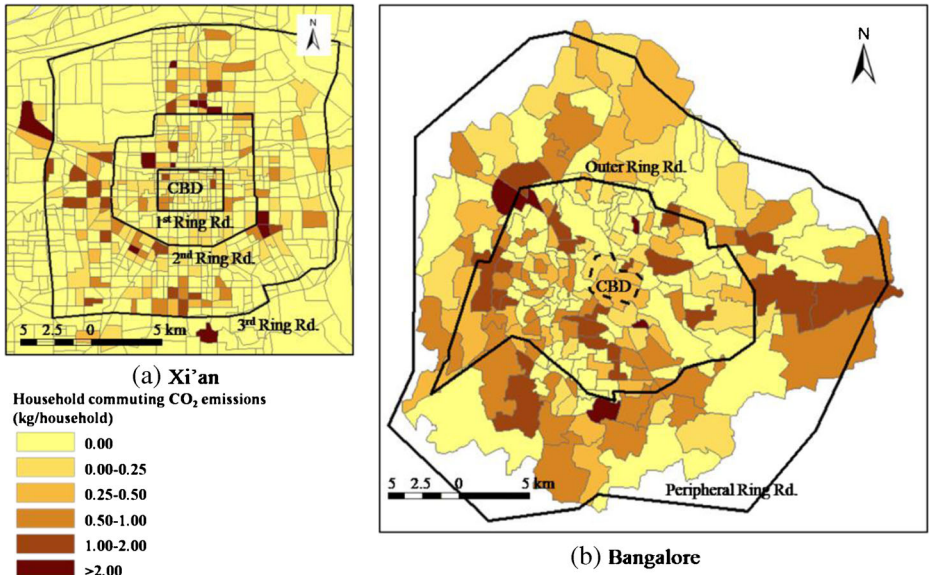 N
CBD
1st Ring Rd.
2nd Ring Rd.
3rd Ring Rd.
5 2.5 0 5 km
(a) Xi’an
Household commuting CO2 emissions
(kg/household)
0.00
0.00-0.25
0.25-0.50
0.50-1.00
1.00-2.00
>2.00
N
Outer Ring Rd.
CBD
Peripheral Ring Rd.
5 2.5 0 5 km
(b) Bangalore